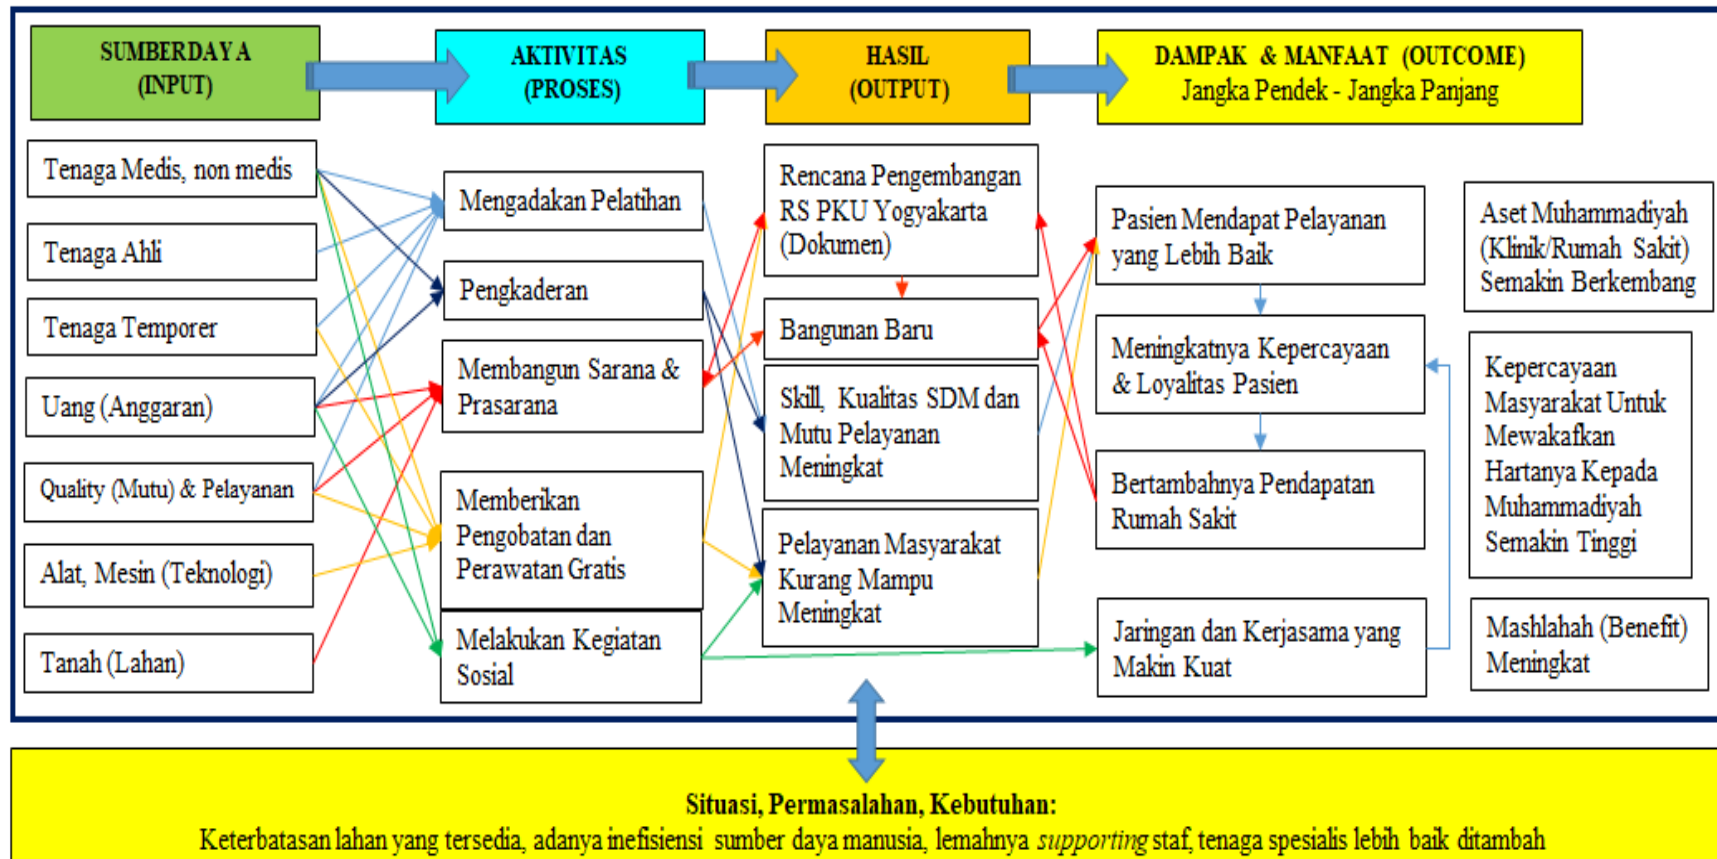 SUMBERDAYA
(INPUT)
AKTIVITAS
(PROSES)
HASIL
(OUTPUT)
DAMPAK & MANFAAT (OUTCOME)
Jangka Pendek - Jangka Panjang
Tenaga Medis, non medis
Tenaga Ahli
Tenaga Temporer
Uang (Anggaran)
Quality (Mutu) & Pelayanan
Alat, Mesin (Teknologi)
Tanah (Lahan)
Mengadakan Pelatihan
Pengkaderan
Membangun Sarana &
Prasarana
Memberikan
Pengobatan dan
Perawatan Gratis
Melakukan Kegiatan
Sosial
Rencana Pengembangan
RS PKU Yogyakarta
(Dokumen)
Bangunan Baru
Skill, Kualitas SDM dan
Mutu Pelayanan
Meningkat
Pelayanan Masyarakat
Kurang Mampu
Meningkat
Pasien Mendapat Pelayanan
yang Lebih Baik
Meningkatnya Kepercayaan
& Loyalitas Pasien
Bertambahnya Pendapatan
Rumah Sakit
Jaringan dan Kerjasama yang
Makin Kuat
Aset Muhammadiyah
(Klinik/Rumah Sakit)
Semakin Berkembang
Kepercayaan
Masyarakat Untuk
Mewakafkan
Hartanya Kepada
Muhammadiyah
Semakin Tinggi
Mashlahah (Benefit)
Meningkat
Situasi, Permasalahan, Kebutuhan:
Keterbatasan lahan yang tersedia, adanya inefisiensi sumber daya manusia, lemahnya supporting staf, tenaga spesialis lebih baik ditambah